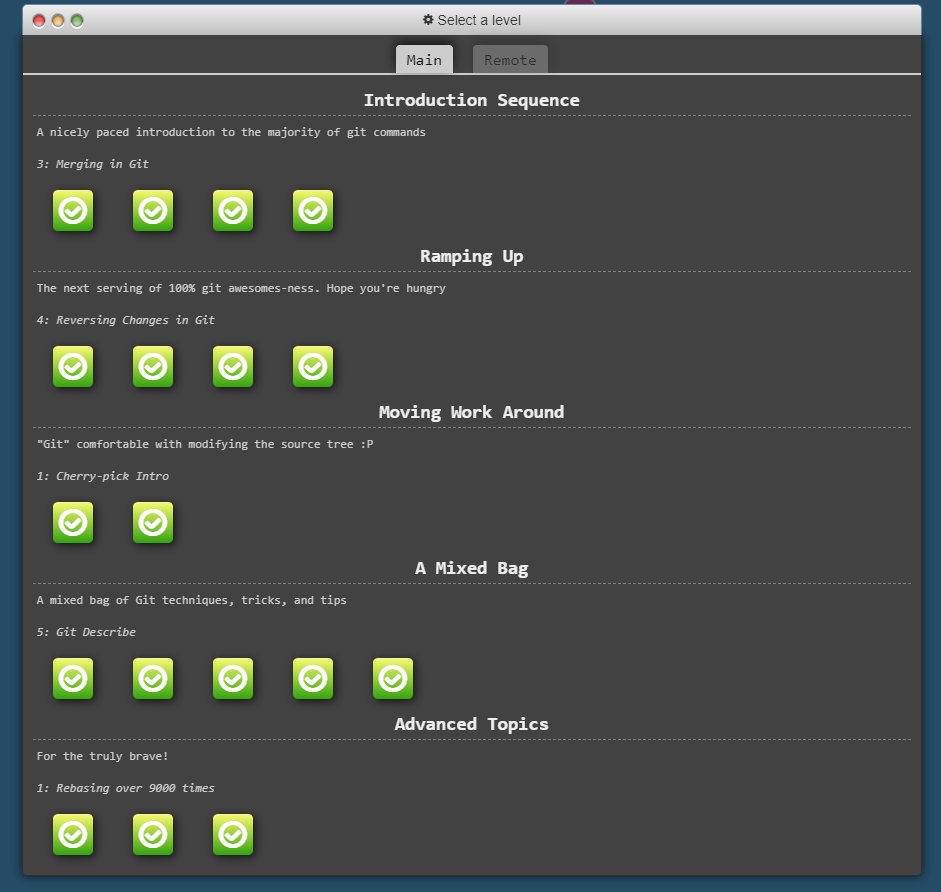 Select a level
Main Remote
Introduction Sequence
A nicely paced introduction to the majority of git commands
3: Merging in Git
Ramping Up
The next serving of 100% git awesomes-ness. Hope you're hungry
4: Reversing Changes in Git
Moving Work Around
"Git" comfortable with modifying the source tree :P
1: Cherry-pick Intro
A Mixed Bag
A mixed bag of Git techniques, tricks, and tips
5: Git Describe
Advanced Topics
For the truly brave!
1: Rebasing over 9000 times